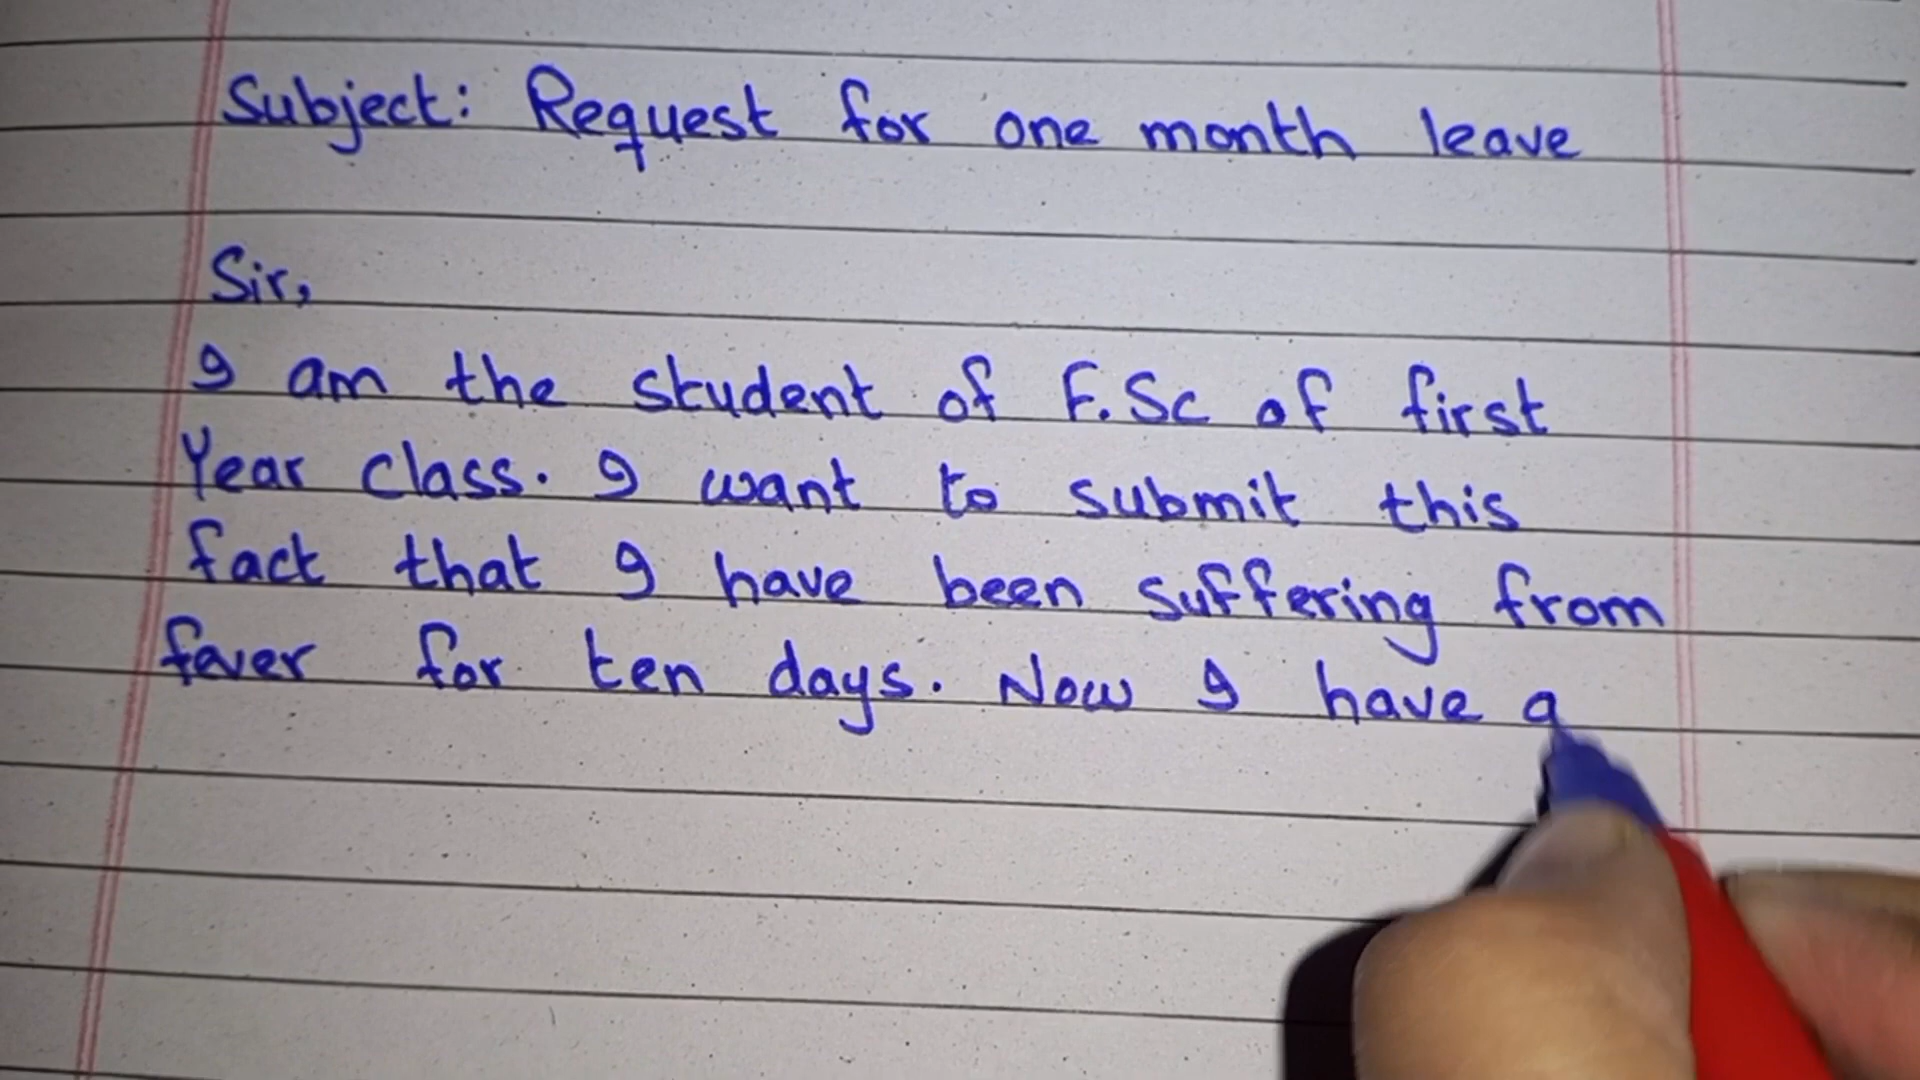 Subject: Request for one month leave
Sir,
I am the student of F.Sc of first
Year class. I want to submit this
fact that I have been suffering from
fever for ten days. Now I have a